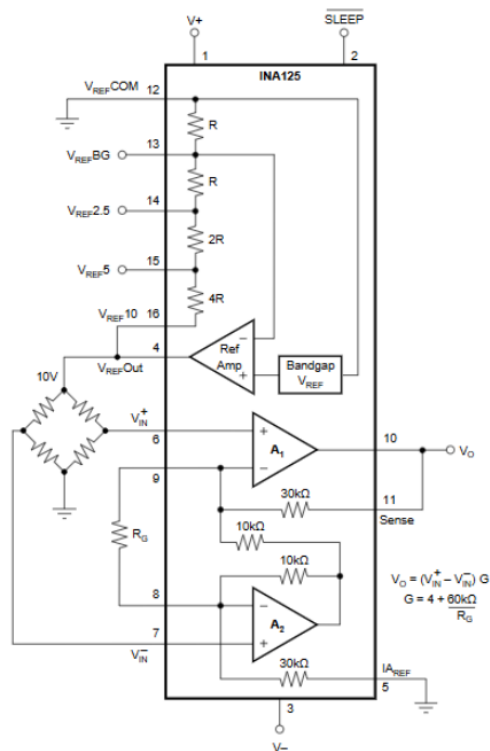 V+
SLEEP
1
2
INA125
VREFCOM
12
R
VREFBG
13
R
14
VREF2.5
2R
15
VREF5
4R
VREF10
16
4
VREFOut
Ref
Amp
−
+
Bandgap
VREF
10V
V+IN
6
+
A1
−
10
VO
9
30kΩ
11
Sense
10kΩ
RG
10kΩ
VO = (V+IN – V–IN) G
G = 4 + 60kΩ
RG
8
−
A2
7
+
V–IN
30kΩ
IAREF
5
3
V–